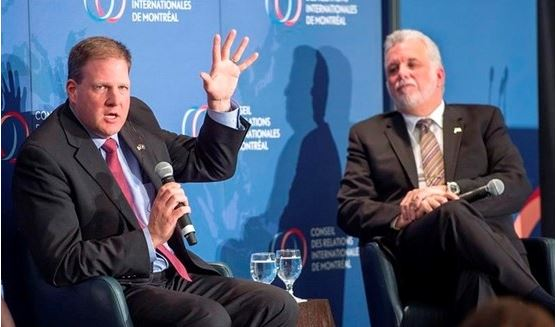 INTERNATIONALES
DE MONTRÉAL
INTERNATIONALES
DE MONTRÉAL
CONSEIL
DES RELATIONS
INTERNATIONALES
DE MONTRÉAL
CONSEIL
DES RELATIONS
INTERNATIONALES
DE MONTRÉAL